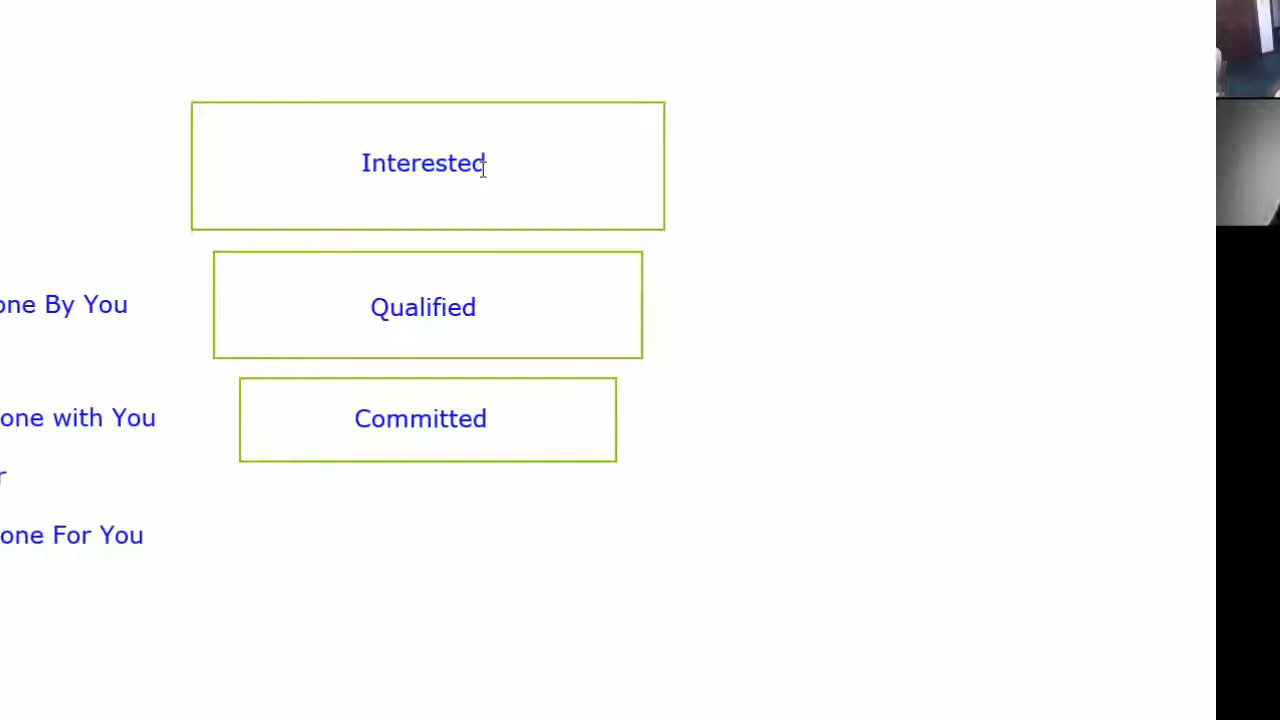 Interested
one By You
Qualified
one with You
Committed
r
one For You